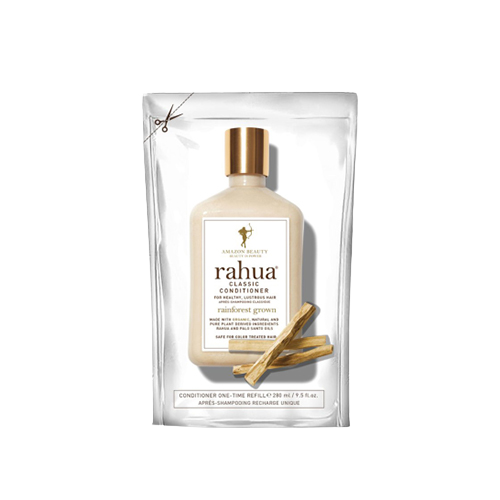 AMAZON BEAUTY
rahua®
CLASSIC
CONDITIONER
FOR HEALTHY, LUSTROUS HAIR
APRÈS-SHAMPOOING CLASSIQUE
rainforest grown
MADE WITH ORGANIC, NATURAL AND
PURE PLANT DERIVED INGREDIENTS
RAHUA AND PALO SANTO OILS
SAFE FOR COLOR TREATED HAIR
CONDITIONER ONE-TIME REFILL 280 ml / 9.5 fl. oz.
APRÈS-SHAMPOOING RECHARGE UNIQUE